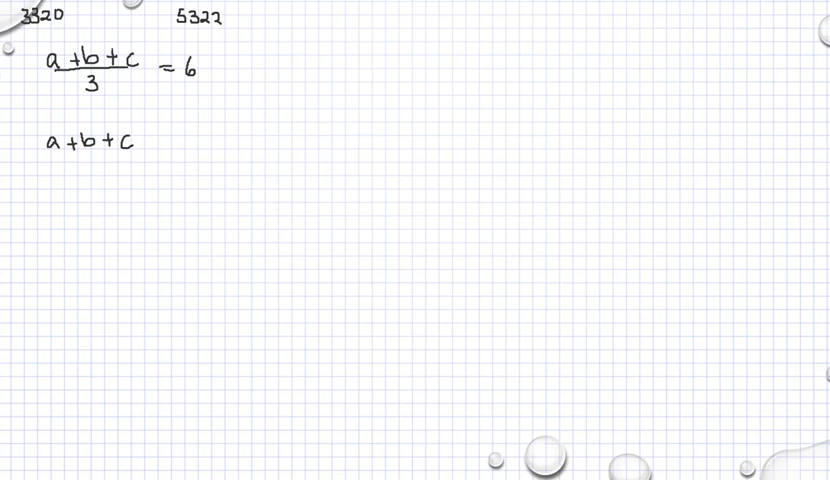 3320 5322
a+b+c
3
= 6
a+b+c